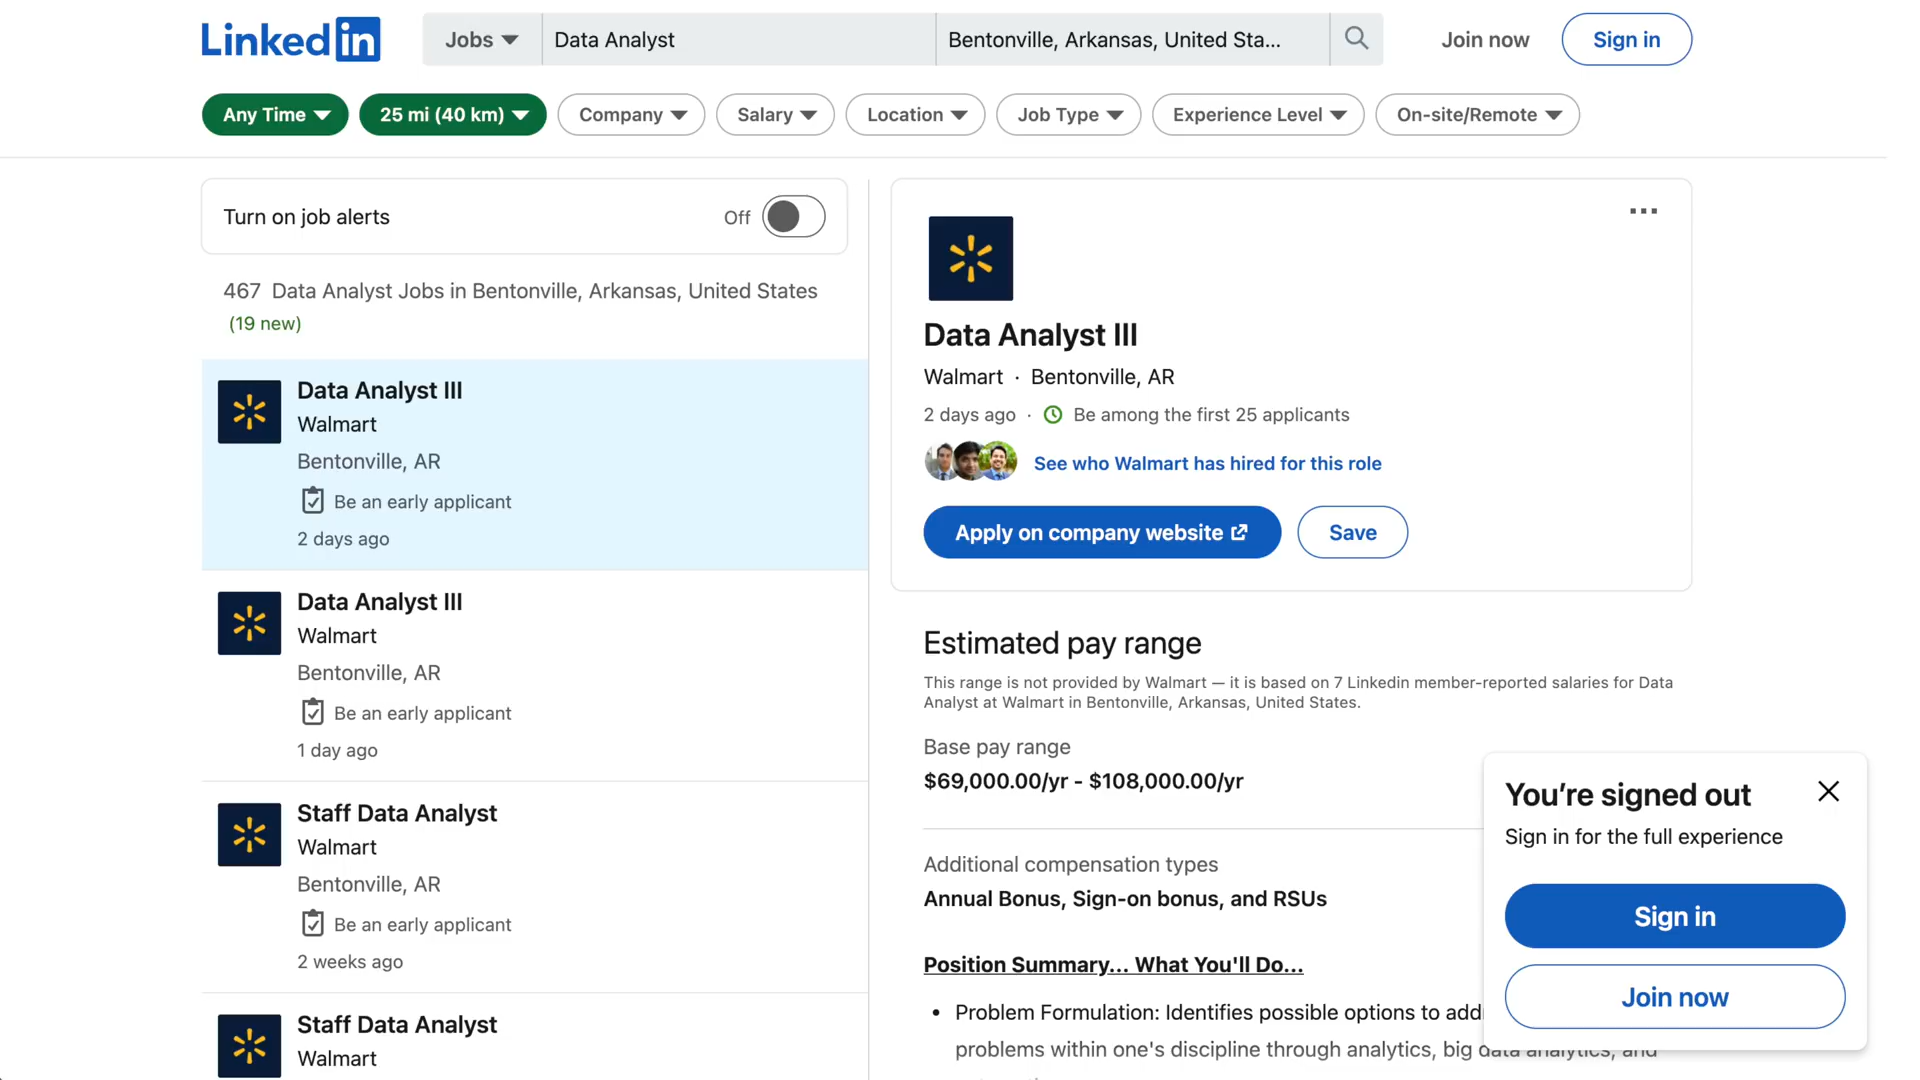 LinkedIn
Jobs
Data Analyst
Bentonville, Arkansas, United Sta...
Join now
Sign in
Any Time
25 mi (40 km)
Company
Salary
Location
Job Type
Experience Level
On-site/Remote
Turn on job alerts
Off
467 Data Analyst Jobs in Bentonville, Arkansas, United States
(19 new)
Data Analyst III
Walmart
Bentonville, AR
Be an early applicant
2 days ago
Data Analyst III
Walmart
Bentonville, AR
Be an early applicant
1 day ago
Staff Data Analyst
Walmart
Bentonville, AR
Be an early applicant
2 weeks ago
Staff Data Analyst
Walmart
Data Analyst III
Walmart · Bentonville, AR
2 days ago · Be among the first 25 applicants
See who Walmart has hired for this role
Apply on company website
Save
Estimated pay range
This range is not provided by Walmart — it is based on 7 Linkedin member-reported salaries for Data
Analyst at Walmart in Bentonville, Arkansas, United States.
Base pay range
$69,000.00/yr - $108,000.00/yr
Additional compensation types
Annual Bonus, Sign-on bonus, and RSUs
Position Summary... What You'll Do...
• Problem Formulation: Identifies possible options to add
problems within one's discipline through analytics, big data analytics, and
You're signed out
Sign in for the full experience
Sign in
Join now